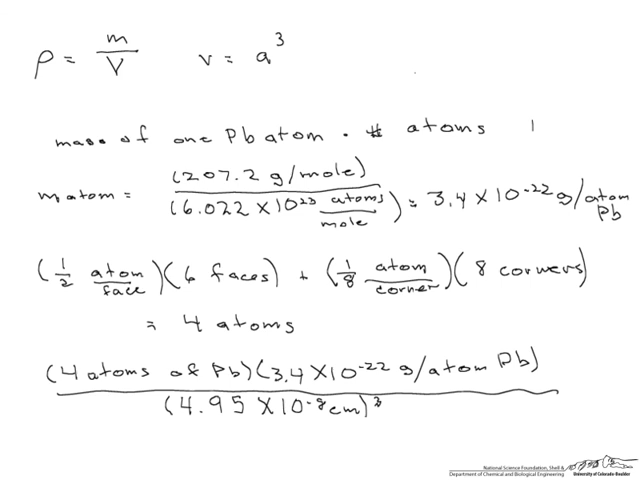 ρ = m/V   v = a³
mass of one Pb atom · # atoms |
m atom = (207.2 g/mole) / (6.022 × 10²³ atoms/mole) = 3.4 × 10⁻²² g/atom Pb
(1/2 atom/face)(6 faces) + (1/8 atom/corner)(8 corners)
= 4 atoms
(4 atoms of Pb)(3.4 × 10⁻²² g/atom Pb)
(4.95 × 10⁻⁸ cm)³
National Science Foundation, Shell &
Department of Chemical and Biological Engineering University of Colorado Boulder